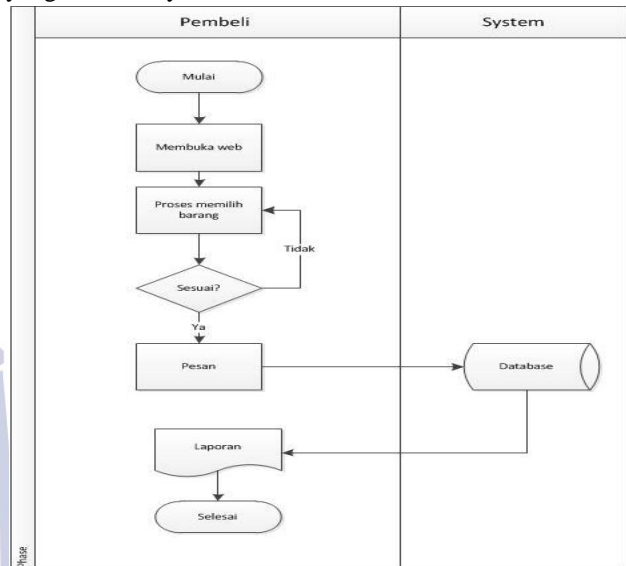 Pembeli
System
Mulai
Membuka web
Proses memilih
barang
Tidak
Sesuai?
Ya
Pesan
Database
Laporan
Selesai
Phase